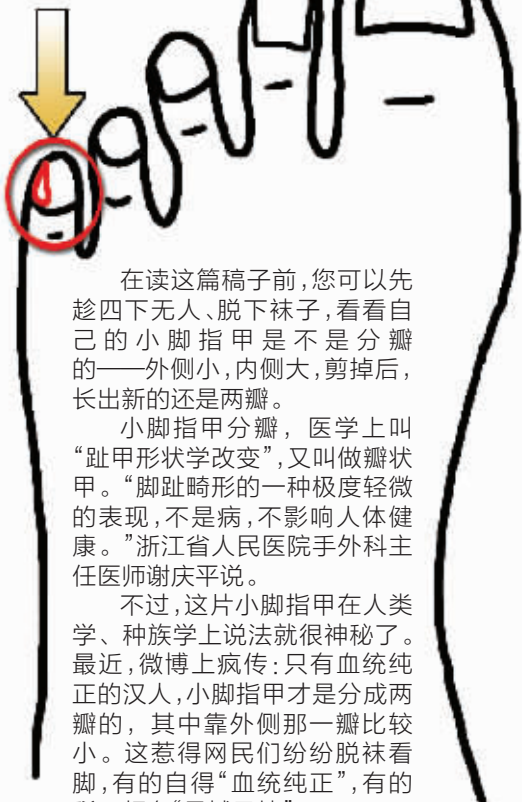 在读这篇稿子前，您可以先
趁四下无人、脱下袜子，看看自
己的小脚指甲是不是分瓣
的——外侧小，内侧大，剪掉后，
长出新的还是两瓣。
小脚指甲分瓣，医学上叫
“趾甲形状学改变”，又叫做瓣状
甲。“脚趾畸形的一种极度轻微
的表现，不是病，不影响人体健
康。”浙江省人民医院手外科主
任医师谢庆平说。
不过，这片小脚指甲在人类
学、种族学上说法就很神秘了。
最近，微博上疯传：只有血统纯
正的汉人，小脚指甲才是分成两
瓣的，其中靠外侧那一瓣比较
小。这惹得网民们纷纷脱袜看
脚，有的自得“血统纯正”，有的